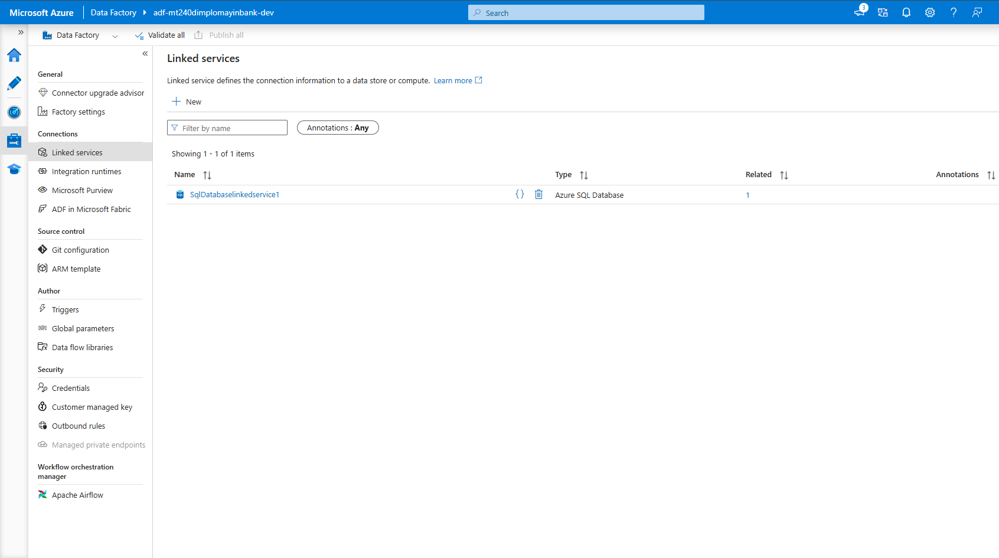 Microsoft Azure Data Factory adf-mt240dimplomayinbank-dev Search 3
Data Factory Validate all Publish all
General
Connector upgrade advisor
Factory settings
Connections
Linked services
Integration runtimes
Microsoft Purview
ADF in Microsoft Fabric
Source control
Git configuration
ARM template
Author
Triggers
Global parameters
Data flow libraries
Security
Credentials
Customer managed key
Outbound rules
Managed private endpoints
Workflow orchestration
manager
Apache Airflow
Linked services
Linked service defines the connection information to a data store or compute. Learn more
New
Filter by name Annotations : Any
Showing 1 - 1 of 1 items
Name Type Related Annotations
SqlDatabaselinkedservice1 {} Azure SQL Database 1